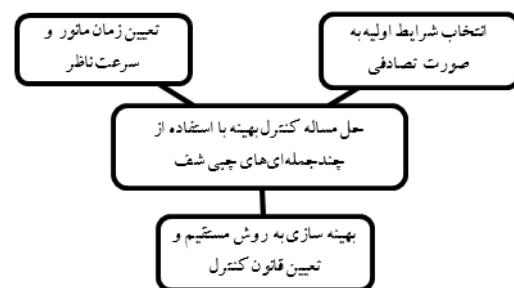 انتخاب شرایط اولیه به
صورت تصادفی
تعیین زمان مانور و
سرعت ناظر
حل مساله کنترل بهینه با استفاده از
چندجمله‌ای‌های چبی شف
بهینه سازی به روش مستقیم و
تعیین قانون کنترل